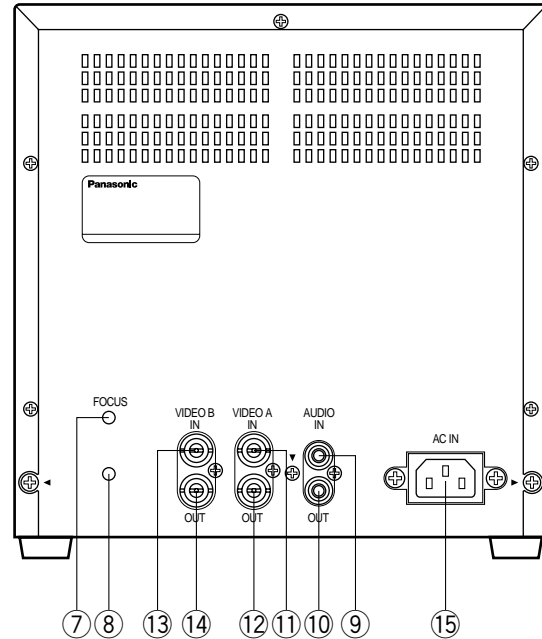 Panasonic
FOCUS
VIDEO B
IN
VIDEO A
IN
AUDIO
IN
AC IN
OUT
OUT
OUT
⑦ ⑧ ⑬ ⑭ ⑫ ⑪ ⑩ ⑨ ⑮